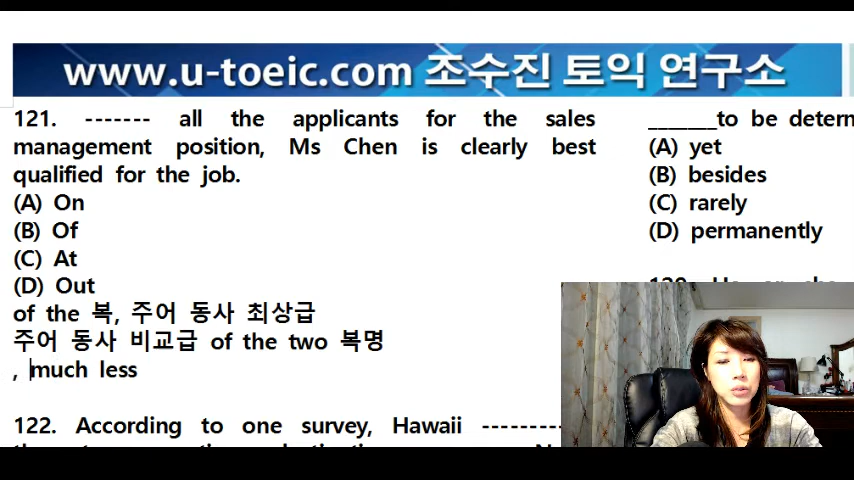 www.u-toeic.com 조수진 토익 연구소
121. ------- all the applicants for the sales
management position, Ms Chen is clearly best
qualified for the job.
(A) On
(B) Of
(C) At
(D) Out
of the 복, 주어 동사 최상급
주어 동사 비교급 of the two 복명
, much less
122. According to one survey, Hawaii ----------
_______to be determ
(A) yet
(B) besides
(C) rarely
(D) permanently